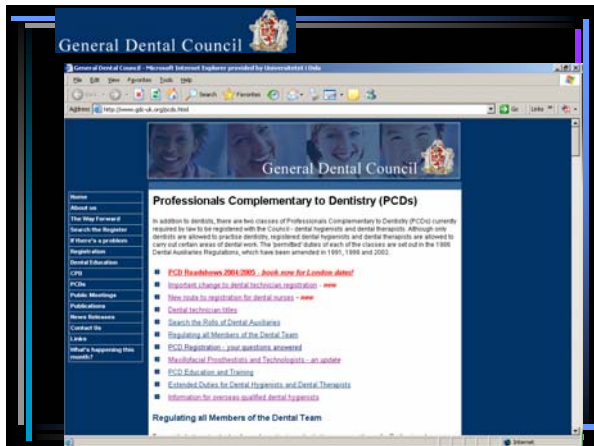 General Dental Council
General Dental Council - Microsoft Internet Explorer provided by Universitetet i Oslo
File Edit View Favorites Tools Help
Back Search Favorites
Address http://www.gdc-uk.org/pcds.html Go Links
General Dental Council
Home
About us
The Way Forward
Search the Register
If there's a problem
Registration
Dental Education
CPD
PCDs
Public Meetings
Publications
News Releases
Contact Us
Links
What's happening this
month?
Professionals Complementary to Dentistry (PCDs)
In addition to dentists, there are two classes of Professionals Complementary to Dentistry (PCDs) currently
required by law to be registered with the Council - dental hygienists and dental therapists. Although only
dentists are allowed to practise dentistry, registered dental hygienists and dental therapists are allowed to
carry out certain areas of dental work. The 'permitted' duties of each of the classes are set out in the 1986
Dental Auxiliaries Regulations, which have been amended in 1991, 1998 and 2002.
PCD Roadshows 2004/2005 - book now for London dates!
Important change to dental technician registration - new
New route to registration for dental nurses - new
Dental technician titles
Search the Rolls of Dental Auxiliaries
Regulating all Members of the Dental Team
PCD Registration - your questions answered
Maxillofacial Prosthetists and Technologists - an update
PCD Education and Training
Extended Duties for Dental Hygienists and Dental Therapists
Information for overseas qualified dental hygienists
Regulating all Members of the Dental Team
Internet